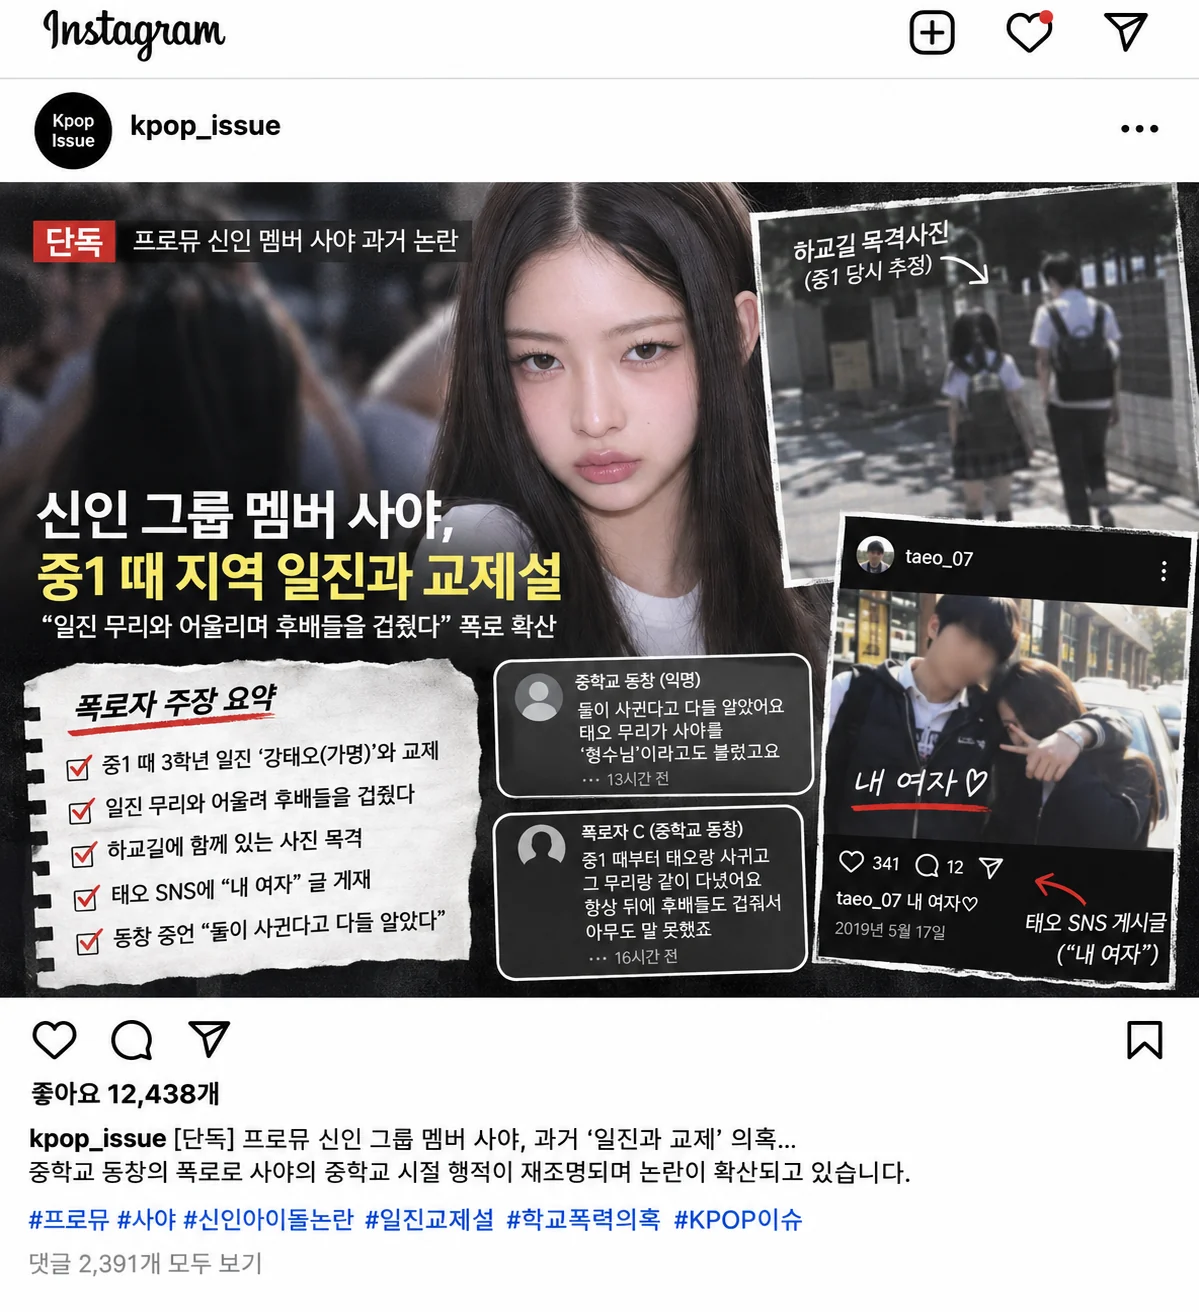 Instagram
Kpop
Issue
kpop_issue
단독 프로뮤 신인 멤버 사야 과거 논란
하교길 목격사진
(중1 당시 추정)
신인 그룹 멤버 사야,
중1 때 지역 일진과 교제설
“일진 무리와 어울리며 후배들을 겁줬다” 폭로 확산
폭로자 주장 요약
중1 때 3학년 일진 ‘강태오(가명)’와 교제
일진 무리와 어울려 후배들을 겁줬다
하교길에 함께 있는 사진 목격
태오 SNS에 “내 여자” 글 게재
동창 중언 “둘이 사귄다고 다들 알았다”
중학교 동창 (익명)
둘이 사귄다고 다들 알았어요
태오 무리가 사야를
‘형수님’이라고도 불렀고요
··· 13시간 전
폭로자 C (중학교 동창)
중1 때부터 태오랑 사귀고
그 무리랑 같이 다녔어요
항상 뒤에 후배들도 겁줘서
아무도 말 못했죠
··· 16시간 전
taeo_07
내 여자♡
341 12
taeo_07 내 여자♡
2019년 5월 17일
태오 SNS 게시글
(“내 여자”)
좋아요 12,438개
kpop_issue [단독] 프로뮤 신인 그룹 멤버 사야, 과거 ‘일진과 교제’ 의혹...
중학교 동창의 폭로로 사야의 중학교 시절 행적이 재조명되며 논란이 확산되고 있습니다.
#프로뮤 #사야 #신인아이돌논란 #일진교제설 #학교폭력의혹 #KPOP이슈
댓글 2,391개 모두 보기